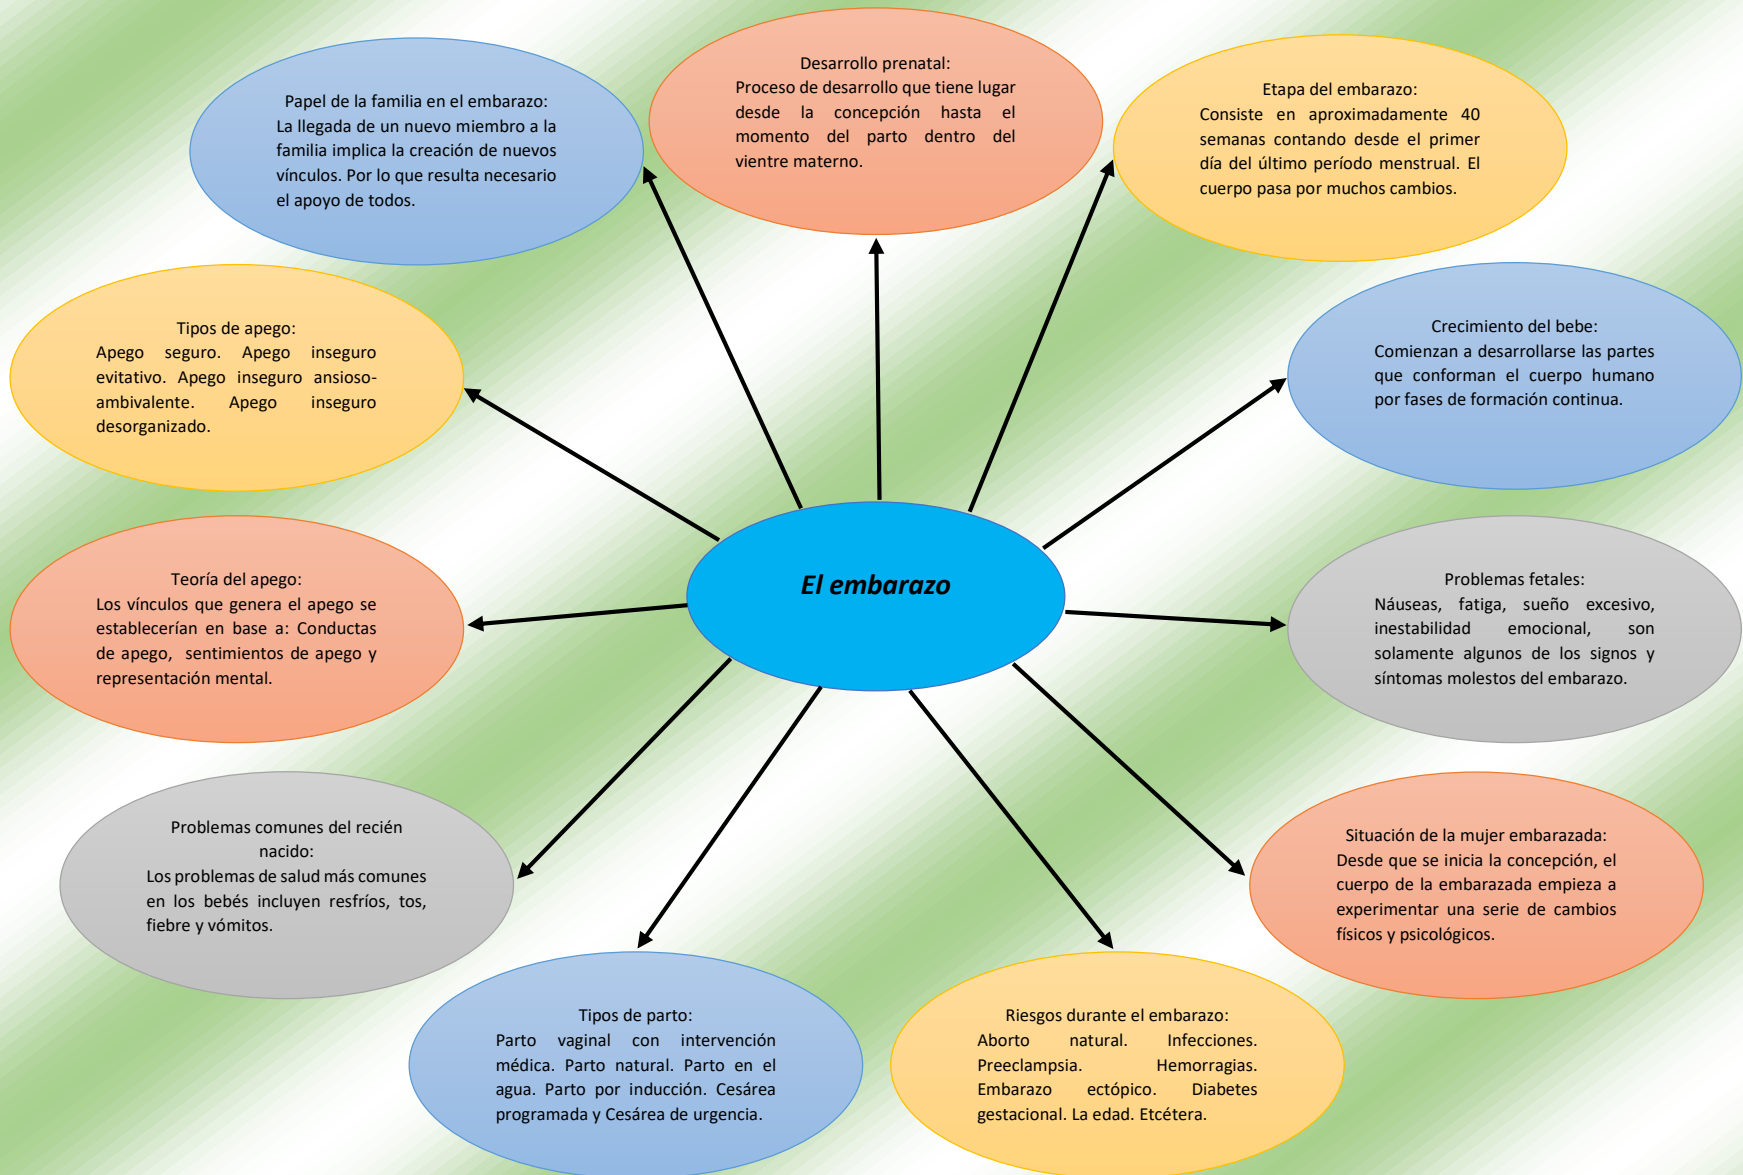 Desarrollo prenatal:
Proceso de desarrollo que tiene lugar
desde la concepción hasta el
momento del parto dentro del
vientre materno.
Papel de la familia en el embarazo:
La llegada de un nuevo miembro a la
familia implica la creación de nuevos
vínculos. Por lo que resulta necesario
el apoyo de todos.
Etapa del embarazo:
Consiste en aproximadamente 40
semanas contando desde el primer
día del último período menstrual. El
cuerpo pasa por muchos cambios.
Tipos de apego:
Apego seguro. Apego inseguro
evitativo. Apego inseguro ansioso-
ambivalente. Apego inseguro
desorganizado.
Crecimiento del bebe:
Comienzan a desarrollarse las partes
que conforman el cuerpo humano
por fases de formación continua.
El embarazo
Teoría del apego:
Los vínculos que genera el apego se
establecerían en base a: Conductas
de apego, sentimientos de apego y
representación mental.
Problemas fetales:
Náuseas, fatiga, sueño excesivo,
inestabilidad emocional, son
solamente algunos de los signos y
síntomas molestos del embarazo.
Problemas comunes del recién
nacido:
Los problemas de salud más comunes
en los bebés incluyen resfríos, tos,
fiebre y vómitos.
Situación de la mujer embarazada:
Desde que se inicia la concepción, el
cuerpo de la embarazada empieza a
experimentar una serie de cambios
físicos y psicológicos.
Tipos de parto:
Parto vaginal con intervención
médica. Parto natural. Parto en el
agua. Parto por inducción. Cesárea
programada y Cesárea de urgencia.
Riesgos durante el embarazo:
Aborto natural. Infecciones.
Preeclampsia. Hemorragias.
Embarazo ectópico. Diabetes
gestacional. La edad. Etcétera.